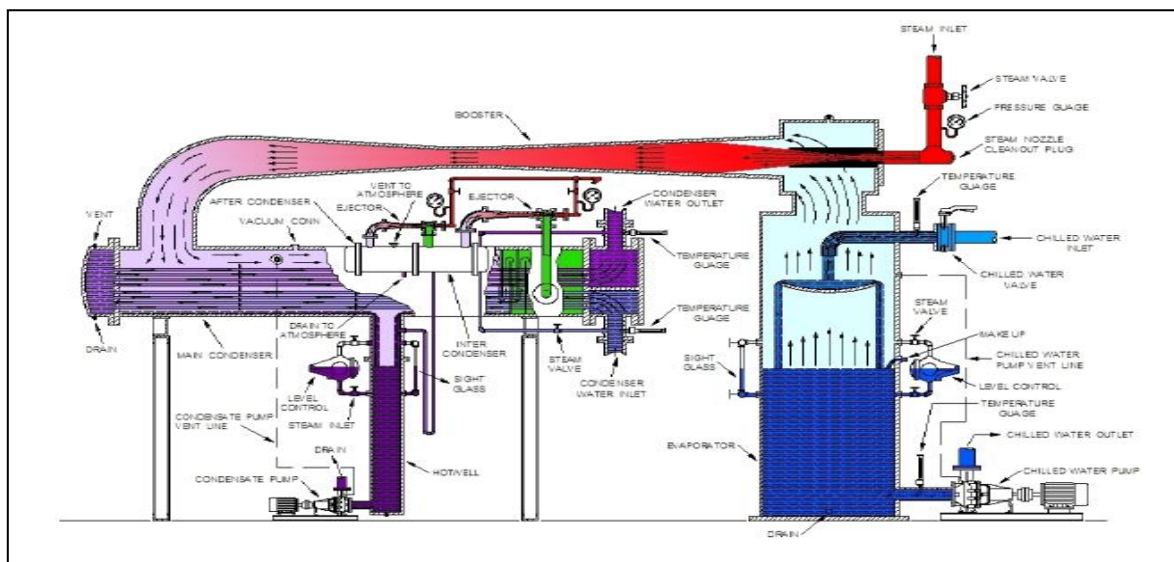 STEAM INLET
STEAM VALVE
PRESSURE GUAGE
STEAM NOZZLE
CLEANOUT PLUG
BOOSTER
TEMPERATURE
GUAGE
VENT TO
ATMOSPHERE
AFTER CONDENSER
EJECTOR
EJECTOR
CONDENSER
WATER OUTLET
VENT
VACUUM CONN
CHILLED WATER
INLET
TEMPERATURE
GUAGE
CHILLED WATER
VALVE
TEMPERATURE
GUAGE
STEAM
VALVE
DRAIN TO
ATMOSPHERE
INTER
CONDENSER
STEAM
VALVE
MAKE UP
DRAIN
MAIN CONDENSER
CONDENSER
WATER INLET
SIGHT
GLASS
CHILLED WATER
PUMP VENT LINE
LEVEL
CONTROL
SIGHT
GLASS
LEVEL CONTROL
STEAM INLET
TEMPERATURE
GUAGE
CONDENSATE PUMP
VENT LINE
EVAPORATOR
CHILLED WATER OUTLET
DRAIN
HOTWELL
CONDENSATE PUMP
CHILLED WATER PUMP
DRAIN